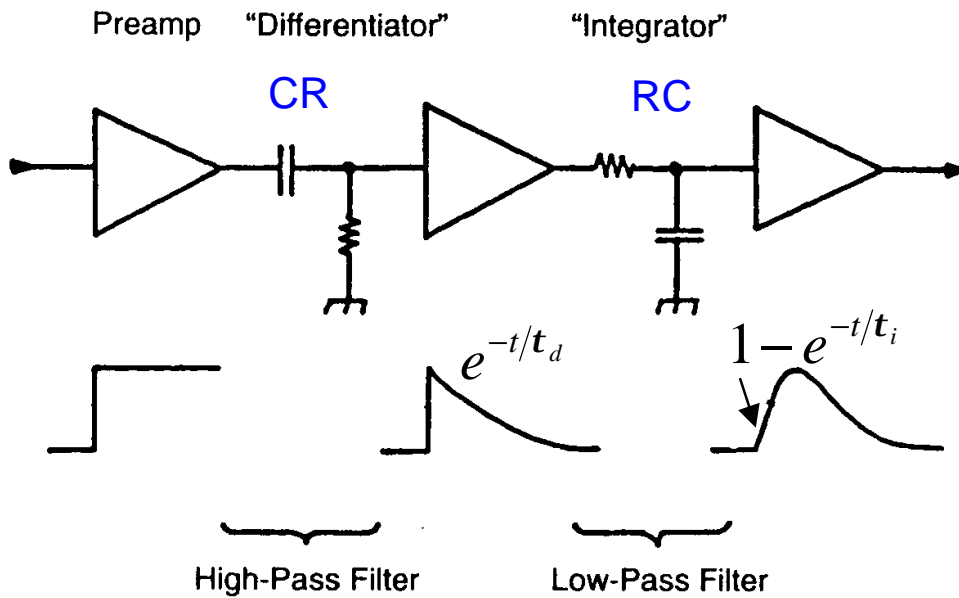 Preamp "Differentiator" "Integrator"
CR RC
e^{-t/t_d} 1-e^{-t/t_i}
High-Pass Filter Low-Pass Filter